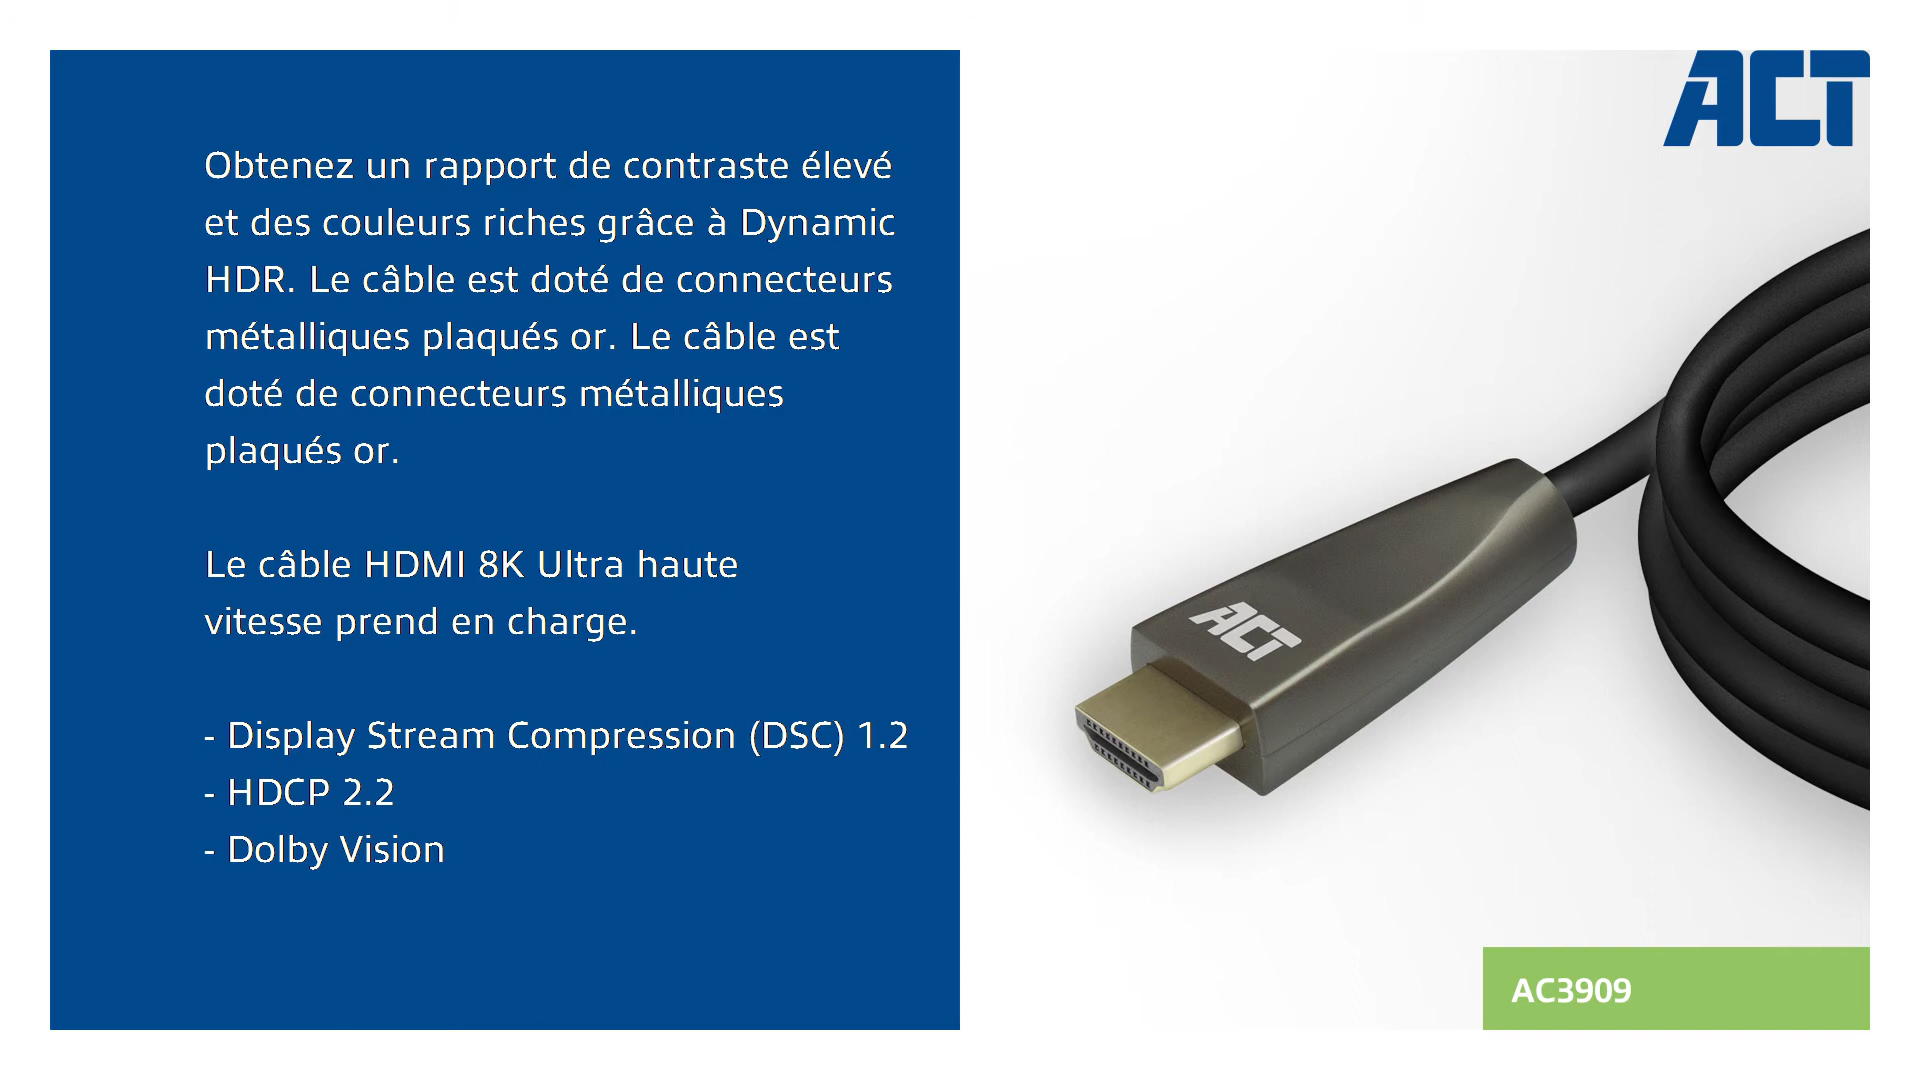 Obtenez un rapport de contraste élevé
et des couleurs riches grâce à Dynamic
HDR. Le câble est doté de connecteurs
métalliques plaqués or. Le câble est
doté de connecteurs métalliques
plaqués or.
Le câble HDMI 8K Ultra haute
vitesse prend en charge.
- Display Stream Compression (DSC) 1.2
- HDCP 2.2
- Dolby Vision
ACT
ACT
AC3909